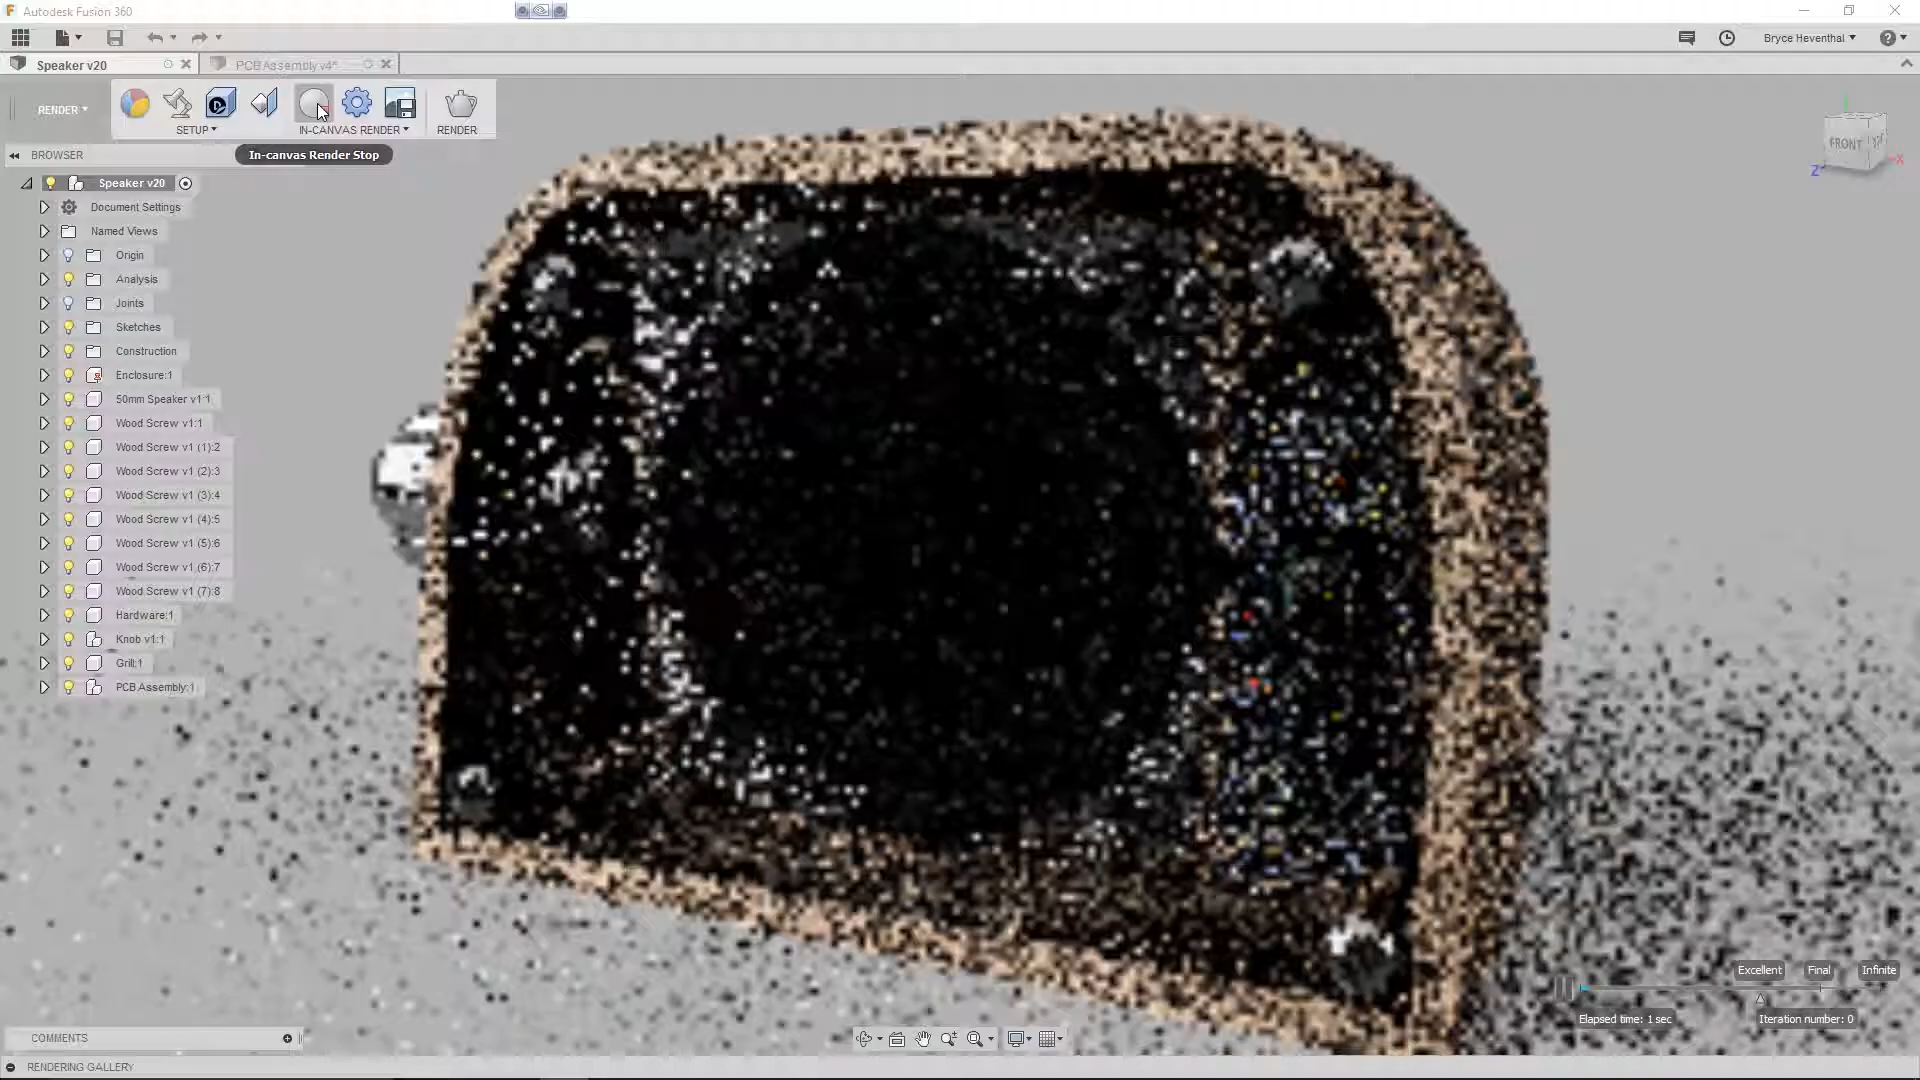 Autodesk Fusion 360
Bryce Heventhal
Speaker v20
PCB Assembly v4*
RENDER
SETUP
IN-CANVAS RENDER
RENDER
In-canvas Render Stop
BROWSER
Speaker v20
Document Settings
Named Views
Origin
Analysis
Joints
Sketches
Construction
Enclosure:1
50mm Speaker v1:1
Wood Screw v1:1
Wood Screw v1 (1):2
Wood Screw v1 (2):3
Wood Screw v1 (3):4
Wood Screw v1 (4):5
Wood Screw v1 (5):6
Wood Screw v1 (6):7
Wood Screw v1 (7):8
Hardware:1
Knob v1:1
Grill:1
PCB Assembly:1
FRONT
X
Z
Excellent Final Infinite
Elapsed time: 1 sec Iteration number: 0
COMMENTS
RENDERING GALLERY